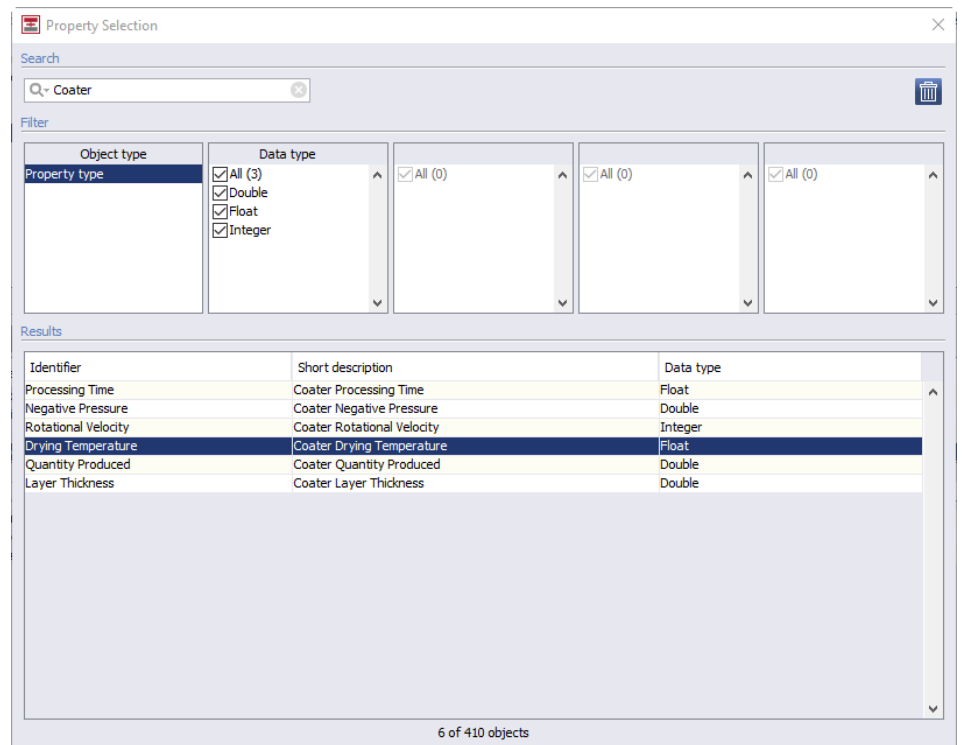 Property Selection
Search
Coater
Filter
Object type Data type
Property type All (3) All (0) All (0) All (0)
Double
Float
Integer
Results
Identifier Short description Data type
Processing Time Coater Processing Time Float
Negative Pressure Coater Negative Pressure Double
Rotational Velocity Coater Rotational Velocity Integer
Drying Temperature Coater Drying Temperature Float
Quantity Produced Coater Quantity Produced Double
Layer Thickness Coater Layer Thickness Double
6 of 410 objects